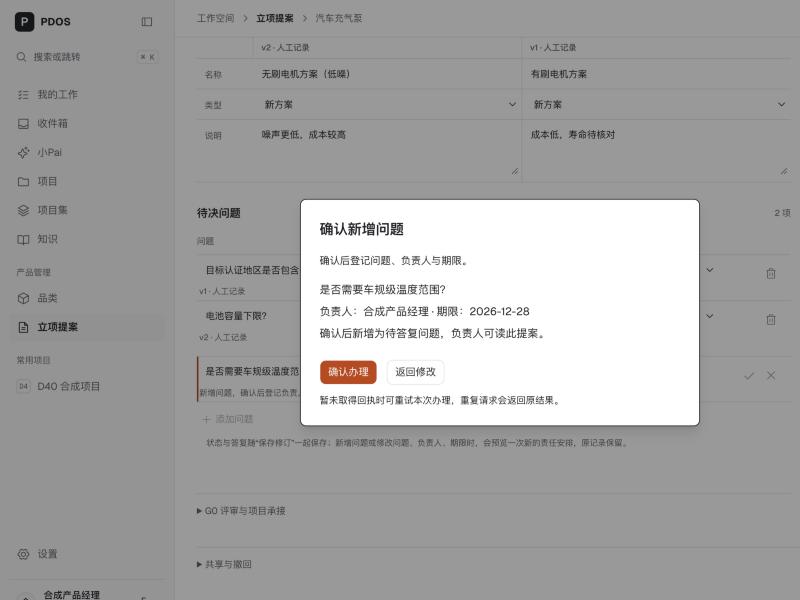 P PDOS
搜索或跳转 ⌘ K
我的工作
收件箱
小Pai
项目
项目集
知识
产品管理
品类
立项提案
常用项目
D4 D40 合成项目
设置
合成产品经理
工作空间 > 立项提案 > 汽车充气泵
v2 · 人工记录 v1 · 人工记录
名称 无刷电机方案（低噪） 有刷电机方案
类型 新方案 新方案
说明 噪声更低，成本较高 成本低，寿命待核对
待决问题 2 项
问题
目标认证地区是否包含
v1 · 人工记录
电池容量下限？
v2 · 人工记录
是否需要车规级温度范
新增问题，确认后登记负责
+ 添加问题
状态与答复随“保存修订”一起保存；新增问题或修改问题、负责人、期限时，会预览一次新的责任安排，原记录保留。
GO 评审与项目承接
共享与撤回
确认新增问题
确认后登记问题、负责人与期限。
是否需要车规级温度范围？
负责人：合成产品经理 · 期限：2026-12-28
确认后新增为待答复问题，负责人可读此提案。
确认办理 返回修改
暂未取得回执时可重试本次办理，重复请求会返回原结果。